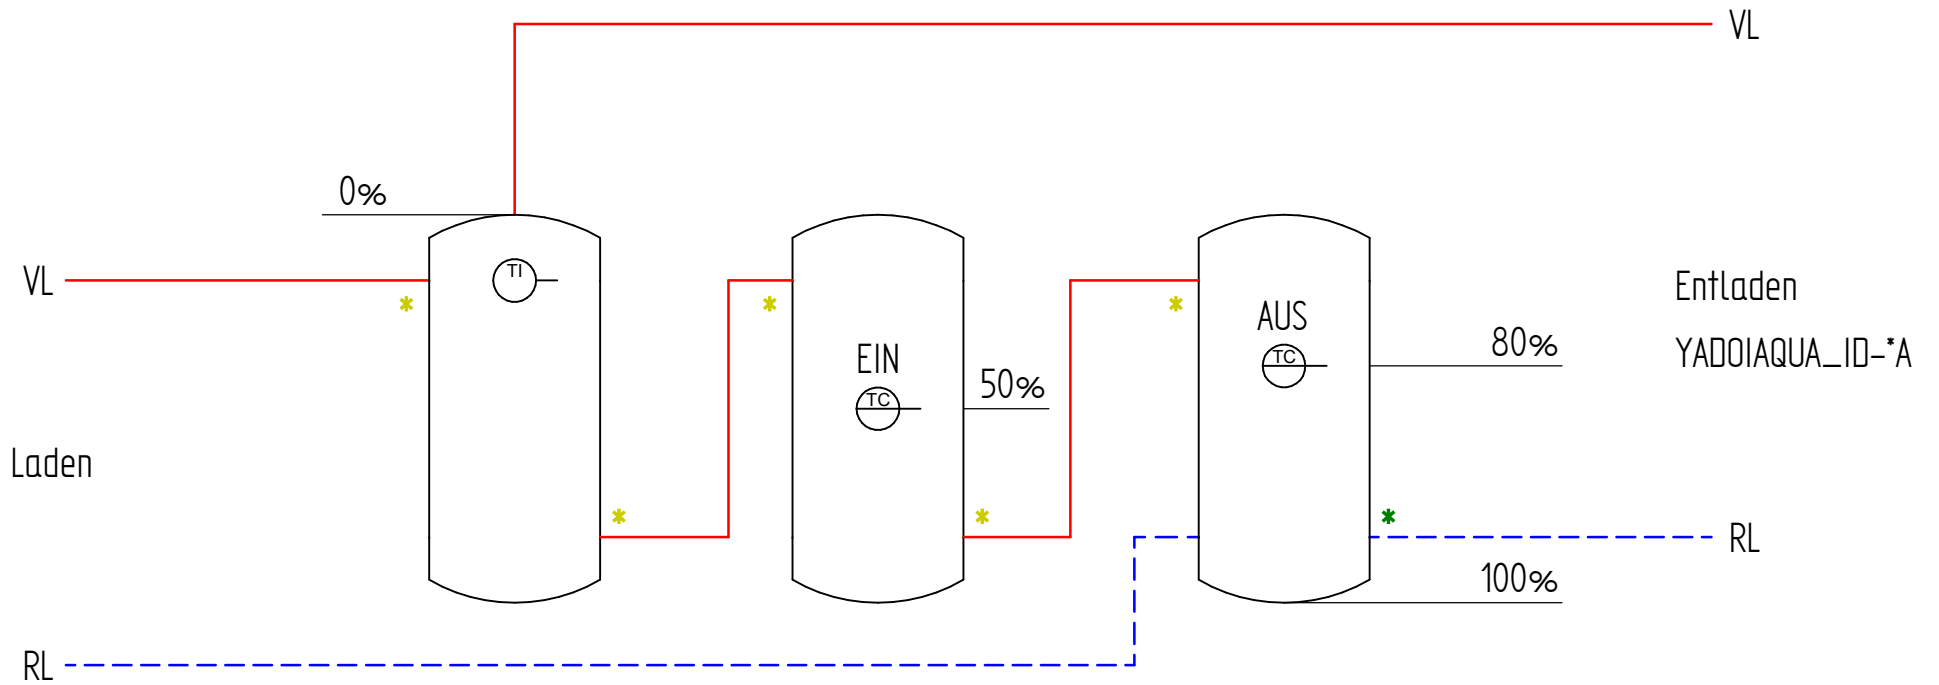 VL
0%
VL
TI
Entladen
AUS
80%
YADOIAQUA_ID-*A
EIN
TC
50%
TC
Laden
*
*
*
*
*
*
RL
100%
RL